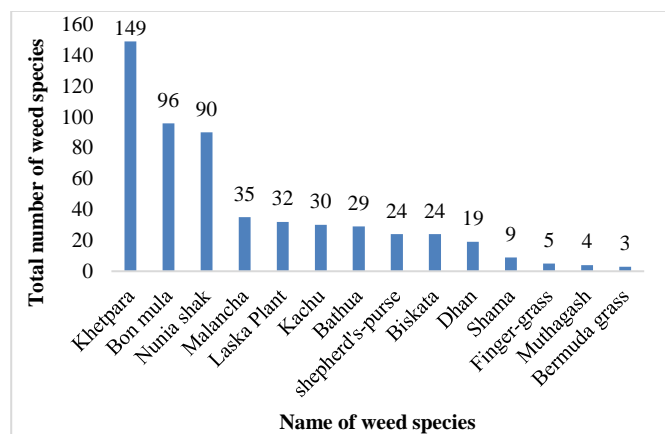 Total number of weed species
160
140
120
100
80
60
40
20
0
149
96
90
35
32
30
29
24
24
19
9
5
4
3
Khetpara
Bon mula
Nunia shak
Malancha
Laska Plant
Kachu
Bathua
shepherd's-purse
Biskata
Dhan
Shama
Finger-grass
Muthagash
Bermuda grass
Name of weed species